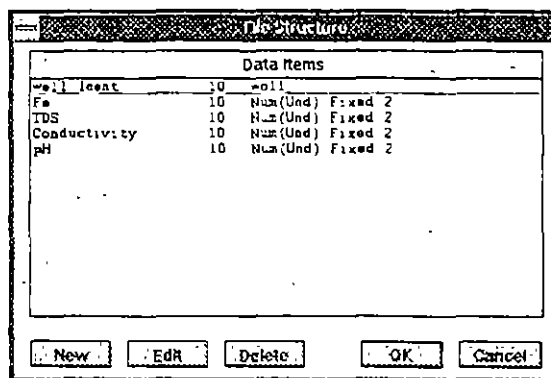 File Structure
Data Items
well Ident 10 well
Fe 10 Num(Und) Fixed 2
TDS 10 Num(Und) Fixed 2
Conductivity 10 Num(Und) Fixed 2
pH 10 Num(Und) Fixed 2
New Edit Delete OK Cancel